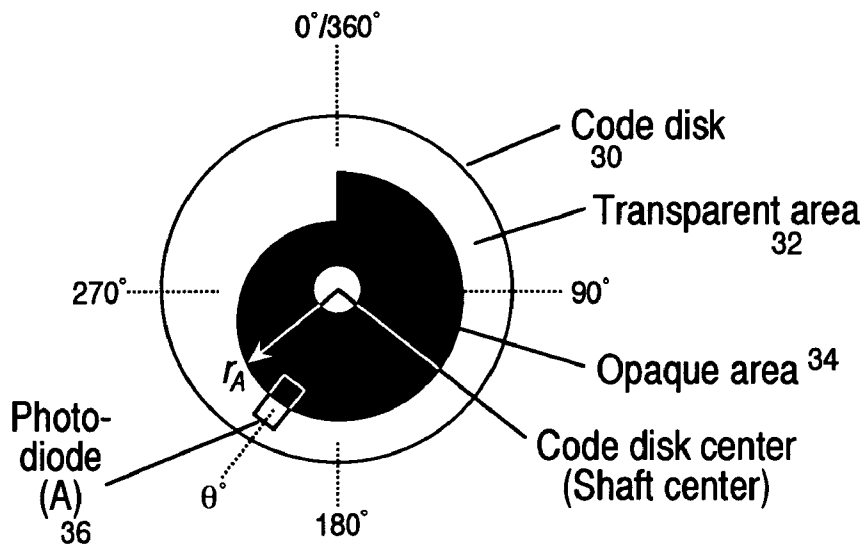 0°/360°
Code disk
30
Transparent area
32
270°
90°
r_A
Opaque area 34
Photo-
diode
(A)
36
θ°
180°
Code disk center
(Shaft center)